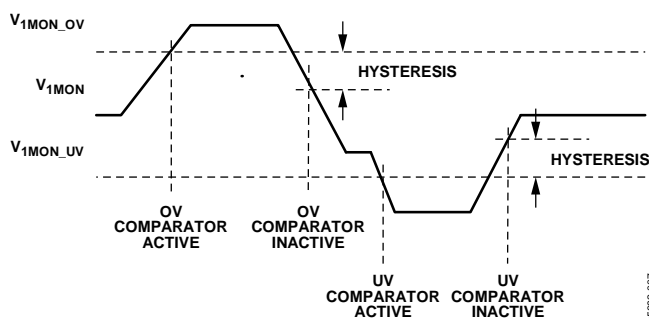 V1MON_OV
HYSTERESIS
V1MON
V1MON_UV
HYSTERESIS
OV
COMPARATOR
ACTIVE
OV
COMPARATOR
INACTIVE
UV
COMPARATOR
ACTIVE
UV
COMPARATOR
INACTIVE